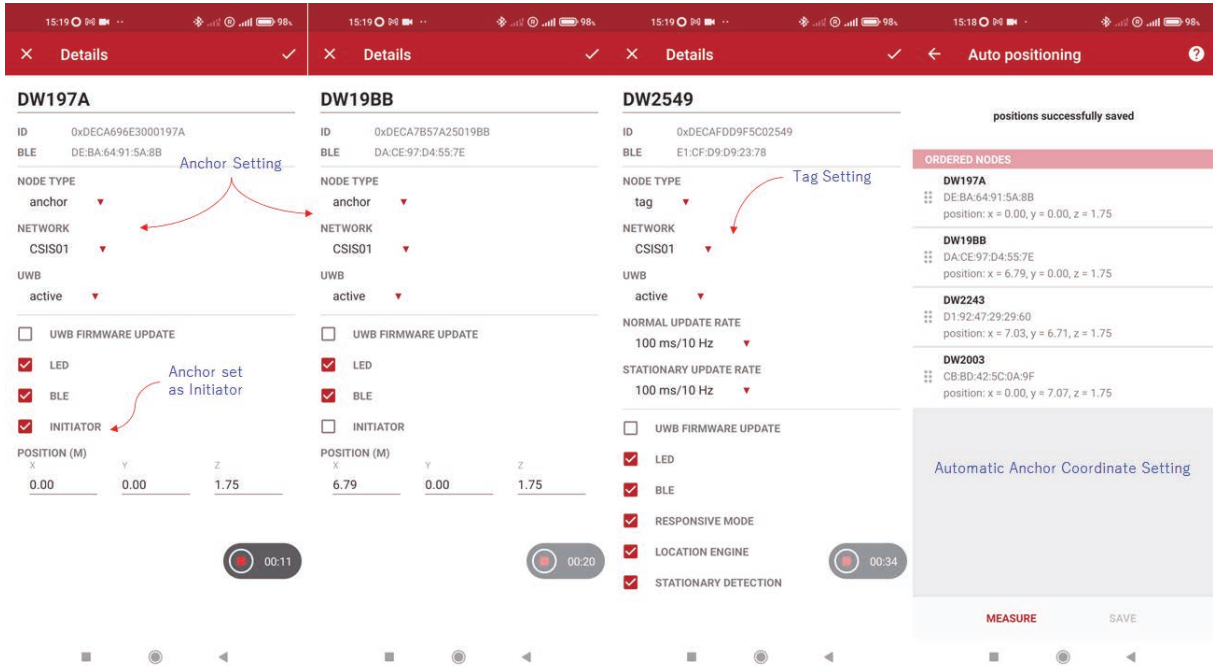 15:19
98%
Details
DW197A
ID 0xDECA696E3000197A
BLE DE:BA:64:91:5A:8B
Anchor Setting
NODE TYPE
anchor
NETWORK
CSIS01
UWB
active
UWB FIRMWARE UPDATE
LED
Anchor set
as Initiator
BLE
INITIATOR
POSITION (M)
X Y Z
0.00 0.00 1.75
00:11
15:19
98%
Details
DW19BB
ID 0xDECA7B57A25019BB
BLE DA:CE:97:D4:55:7E
NODE TYPE
anchor
NETWORK
CSIS01
UWB
active
UWB FIRMWARE UPDATE
LED
BLE
INITIATOR
POSITION (M)
X Y Z
6.79 0.00 1.75
00:20
15:19
98%
Details
DW2549
ID 0xDECAFDD9F5C02549
BLE E1:CF:D9:D9:23:78
Tag Setting
NODE TYPE
tag
NETWORK
CSIS01
UWB
active
NORMAL UPDATE RATE
100 ms/10 Hz
STATIONARY UPDATE RATE
100 ms/10 Hz
UWB FIRMWARE UPDATE
LED
BLE
RESPONSIVE MODE
LOCATION ENGINE
STATIONARY DETECTION
00:34
15:18
98%
Auto positioning
?
positions successfully saved
ORDERED NODES
DW197A
DE:BA:64:91:5A:8B
position: x = 0.00, y = 0.00, z = 1.75
DW19BB
DA:CE:97:D4:55:7E
position: x = 6.79, y = 0.00, z = 1.75
DW2243
D1:92:47:29:29:60
position: x = 7.03, y = 6.71, z = 1.75
DW2003
CB:BD:42:5C:0A:9F
position: x = 0.00, y = 7.07, z = 1.75
Automatic Anchor Coordinate Setting
MEASURE SAVE